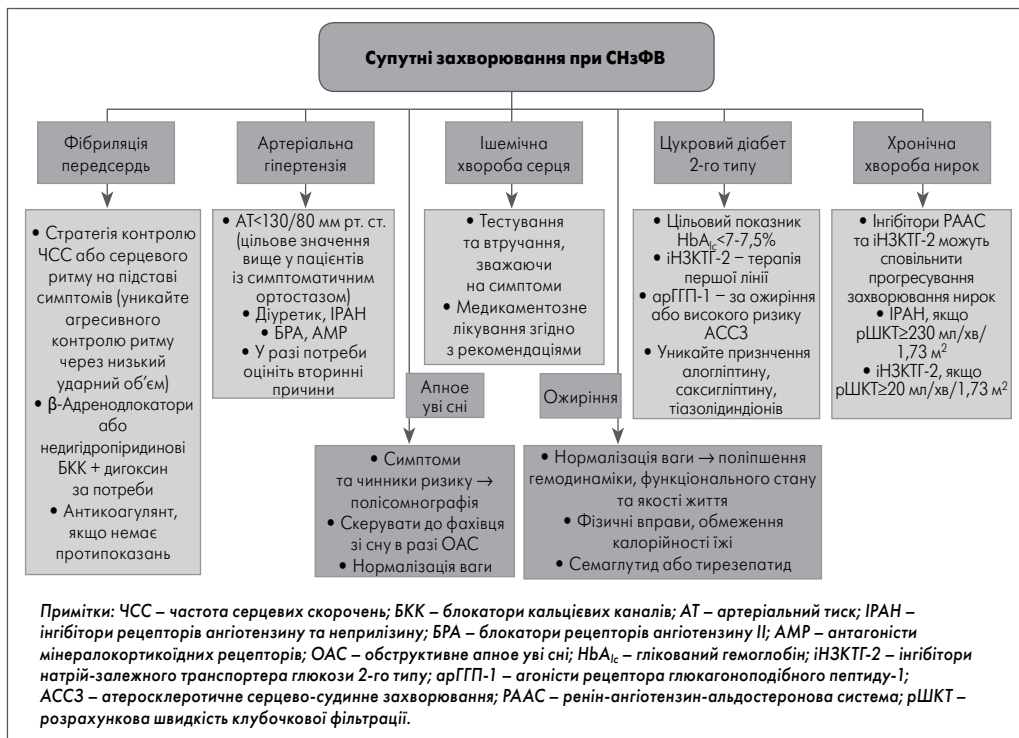 Супутні захворювання при СНзФВ
Фібриляція
передсердь
• Стратегія контролю
ЧСС або серцевого
ритму на підставі
симптомів (уникайте
агресивного
контролю ритму
через низький
ударний об’єм)
• β-Адренодлокатори
або
недигідропіридинові
БКК + дигоксин
за потреби
• Антикоагулянт,
якщо немає
протипоказань
Артеріальна
гіпертензія
• АТ<130/80 мм рт. ст.
(цільове значення
вище у пацієнтів
із симптоматичним
ортостазом)
• Діуретик, ІРАН
• БРА, АМР
• У разі потреби
оцініть вторинні
причини
Ішемічна
хвороба серця
• Тестування
та втручання,
зважаючи
на симптоми
• Медикаментозне
лікування згідно
з рекомендаціями
Цукровий діабет
2-го типу
• Цільовий показник
HbA1c<7-7,5%
• іНЗКТГ-2 – терапія
першої лінії
• арГГП-1 – за ожиріння
або високого ризику
АССЗ
• Уникайте призначення
алогліптину,
саксигліптину,
тіазолідиндіонів
Хронічна
хвороба нирок
• Інгібітори РААС
та іНЗКТГ-2 можуть
сповільнити
прогресування
захворювання нирок
• ІРАН, якщо
рШКТ≥230 мл/хв/
1,73 м²
• іНЗКТГ-2, якщо
рШКТ≥20 мл/хв/1,73 м²
Апное
уві сні
• Симптоми
та чинники ризику →
полісомнографія
• Скерувати до фахівця
зі сну в разі ОАС
• Нормалізація ваги
Ожиріння
• Нормалізація ваги → поліпшення
гемодинаміки, функціонального стану
та якості життя
• Фізичні вправи, обмеження
калорійності їжі
• Семаглутид або тирезепатид
Примітки: ЧСС – частота серцевих скорочень; БКК – блокатори кальцієвих каналів; АТ – артеріальний тиск; ІРАН –
інгібітори рецепторів ангіотензину та неприлізину; БРА – блокатори рецепторів ангіотензину ІІ; АМР – антагоністи
мінералокортикоїдних рецепторів; ОАС – обструктивне апное уві сні; HbA1c – глікований гемоглобін; іНЗКТГ-2 – інгібітори
натрій-залежного транспортера глюкози 2-го типу; арГГП-1 – агоністи рецептора глюкагоноподібного пептиду-1;
АССЗ – атеросклеротичне серцево-судинне захворювання; РААС – ренін-ангіотензин-альдостеронова система; рШКТ –
розрахункова швидкість клубочкової фільтрації.